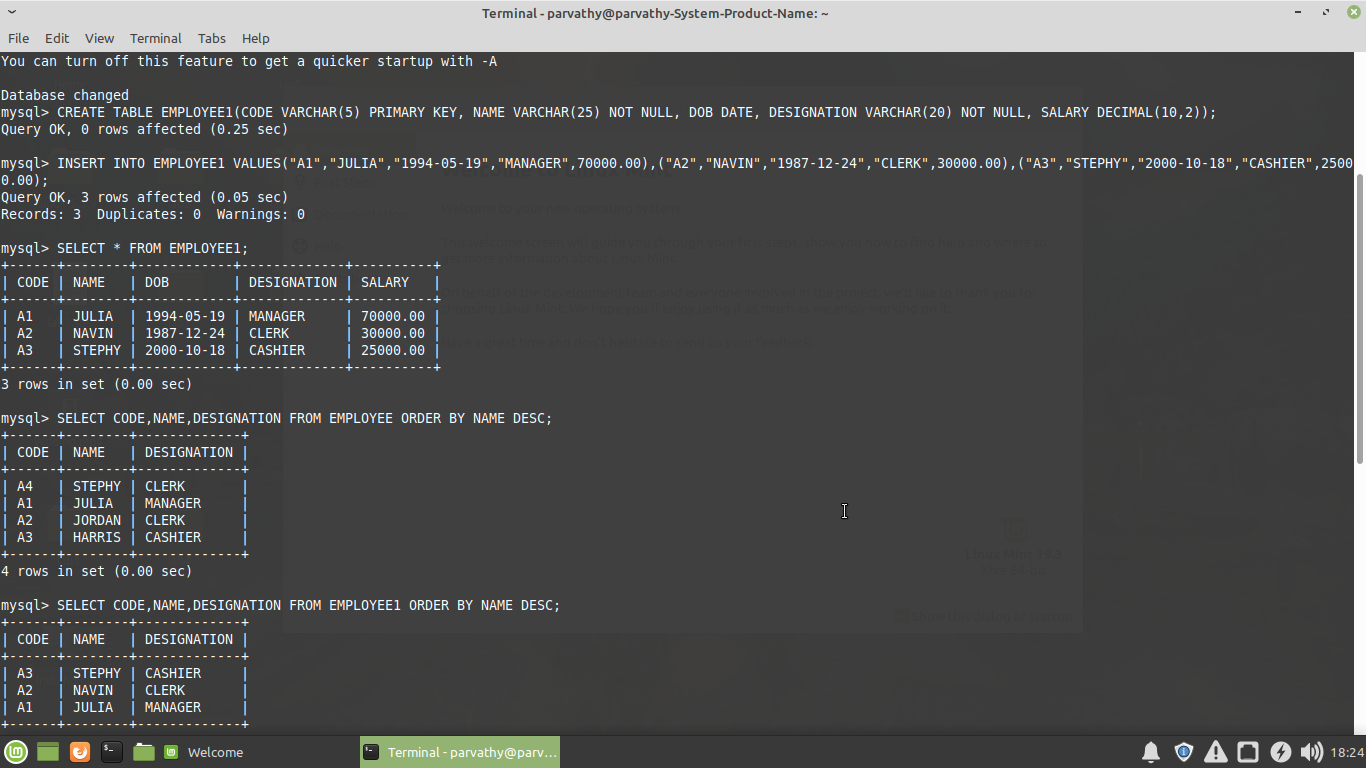 Terminal - parvathy@parvathy-System-Product-Name: ~
File Edit View Terminal Tabs Help
You can turn off this feature to get a quicker startup with -A
Database changed
mysql> CREATE TABLE EMPLOYEE1(CODE VARCHAR(5) PRIMARY KEY, NAME VARCHAR(25) NOT NULL, DOB DATE, DESIGNATION VARCHAR(20) NOT NULL, SALARY DECIMAL(10,2));
Query OK, 0 rows affected (0.25 sec)
mysql> INSERT INTO EMPLOYEE1 VALUES("A1","JULIA","1994-05-19","MANAGER",70000.00),("A2","NAVIN","1987-12-24","CLERK",30000.00),("A3","STEPHY","2000-10-18","CASHIER",2500
0.00);
Query OK, 3 rows affected (0.05 sec)
Records: 3  Duplicates: 0  Warnings: 0
mysql> SELECT * FROM EMPLOYEE1;
+------+--------+------------+-------------+----------+
| CODE | NAME   | DOB        | DESIGNATION | SALARY   |
+------+--------+------------+-------------+----------+
| A1   | JULIA  | 1994-05-19 | MANAGER     | 70000.00 |
| A2   | NAVIN  | 1987-12-24 | CLERK       | 30000.00 |
| A3   | STEPHY | 2000-10-18 | CASHIER     | 25000.00 |
+------+--------+------------+-------------+----------+
3 rows in set (0.00 sec)
mysql> SELECT CODE,NAME,DESIGNATION FROM EMPLOYEE ORDER BY NAME DESC;
+------+--------+-------------+
| CODE | NAME   | DESIGNATION |
+------+--------+-------------+
| A4   | STEPHY | CLERK       |
| A1   | JULIA  | MANAGER     |
| A2   | JORDAN | CLERK       |
| A3   | HARRIS | CASHIER     |
+------+--------+-------------+
4 rows in set (0.00 sec)
mysql> SELECT CODE,NAME,DESIGNATION FROM EMPLOYEE1 ORDER BY NAME DESC;
+------+--------+-------------+
| CODE | NAME   | DESIGNATION |
+------+--------+-------------+
| A3   | STEPHY | CASHIER     |
| A2   | NAVIN  | CLERK       |
| A1   | JULIA  | MANAGER     |
+------+--------+-------------+
Welcome
Terminal - parvathy@parv...
18:24